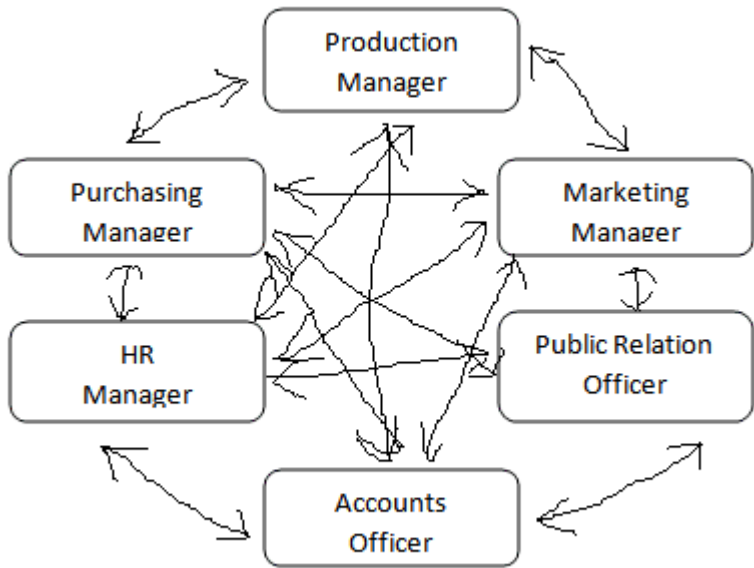 Production
Manager
Purchasing
Manager
Marketing
Manager
HR
Manager
Public Relation
Officer
Accounts
Officer